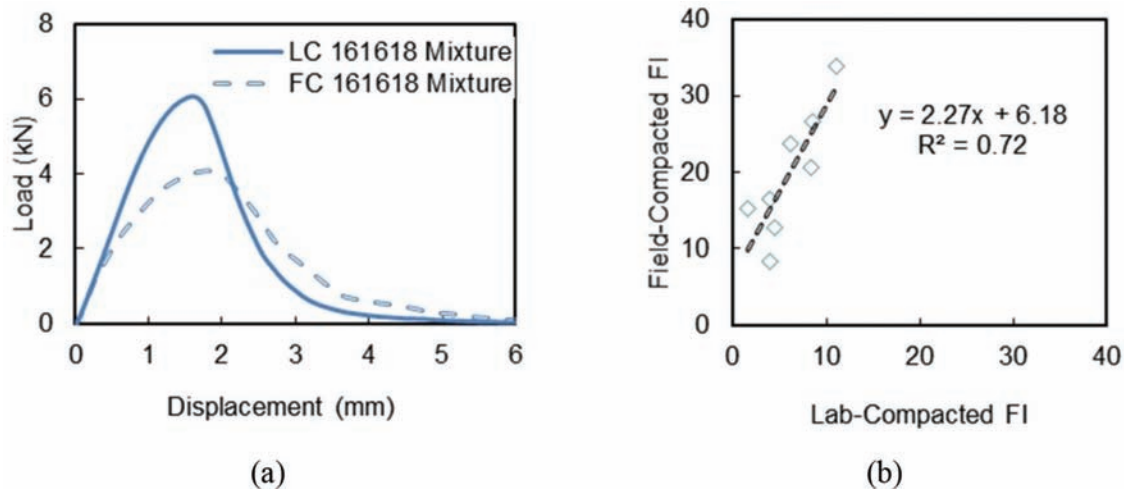 8
6
4
2
0
Load (kN)
LC 161618 Mixture
FC 161618 Mixture
0 1 2 3 4 5 6
Displacement (mm)
(a)
40
30
20
10
0
Field-Compacted FI
y = 2.27x + 6.18
R² = 0.72
0 10 20 30 40
Lab-Compacted FI
(b)